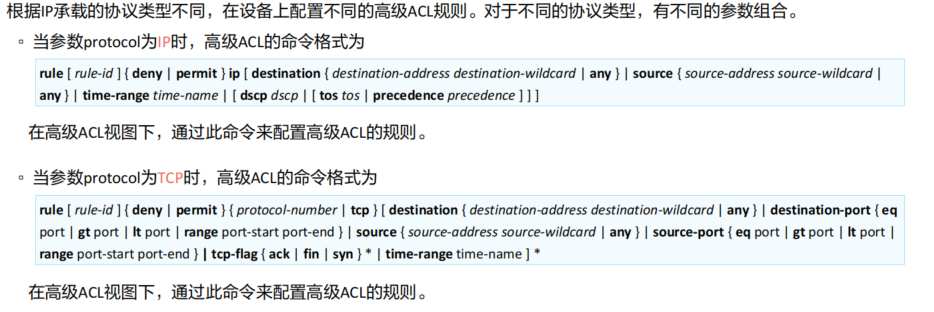 根据IP承载的协议类型不同，在设备上配置不同的高级ACL规则。对于不同的协议类型，有不同的参数组合。
▫ 当参数protocol为IP时，高级ACL的命令格式为
rule [ rule-id ] { deny | permit } ip [ destination { destination-address destination-wildcard | any } | source { source-address source-wildcard |
any } | time-range time-name | [ dscp dscp | [ tos tos | precedence precedence ] ] ]
在高级ACL视图下，通过此命令来配置高级ACL的规则。
▫ 当参数protocol为TCP时，高级ACL的命令格式为
rule [ rule-id ] { deny | permit } { protocol-number | tcp } [ destination { destination-address destination-wildcard | any } | destination-port { eq
port | gt port | lt port | range port-start port-end } | source { source-address source-wildcard | any } | source-port { eq port | gt port | lt port |
range port-start port-end } | tcp-flag { ack | fin | syn } * | time-range time-name ] *
在高级ACL视图下，通过此命令来配置高级ACL的规则。